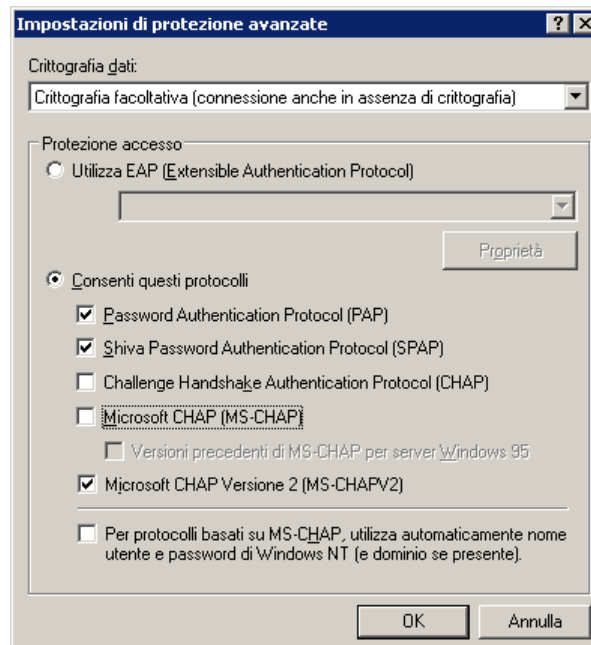 Impostazioni di protezione avanzate
Crittografia dati:
Crittografia facoltativa (connessione anche in assenza di crittografia)
Protezione accesso
Utilizza EAP (Extensible Authentication Protocol)
Proprietà
Consenti questi protocolli
Password Authentication Protocol (PAP)
Shiva Password Authentication Protocol (SPAP)
Challenge Handshake Authentication Protocol (CHAP)
Microsoft CHAP (MS-CHAP)
Versioni precedenti di MS-CHAP per server Windows 95
Microsoft CHAP Versione 2 (MS-CHAPV2)
Per protocolli basati su MS-CHAP, utilizza automaticamente nome
utente e password di Windows NT (e dominio se presente).
OK
Annulla